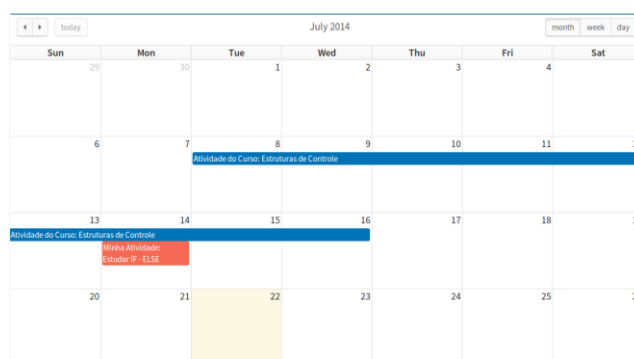 today July 2014 month week day
Sun Mon Tue Wed Thu Fri Sat
29 30 1 2 3 4
6 7 8 9 10 11
Atividade do Curso: Estruturas de Controle
13 14 15 16 17 18
Atividade do Curso: Estruturas de Controle
Minha Atividade:
Estudar IF - ELSE
20 21 22 23 24 25